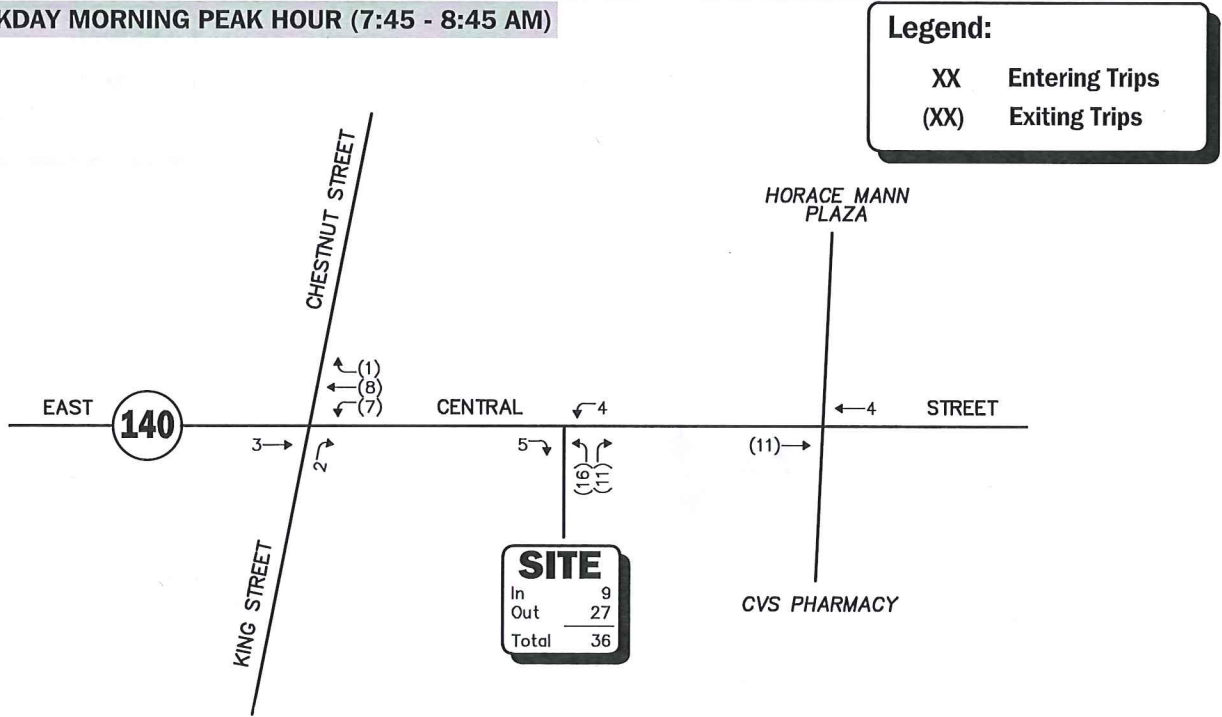 KDAY MORNING PEAK HOUR (7:45 - 8:45 AM)
Legend:
XX Entering Trips
(XX) Exiting Trips
HORACE MANN
PLAZA
CHESTNUT STREET
(1)
(8)
(7)
EAST
140
CENTRAL
4
4
STREET
3
2
5
(16)
(11)
(11)
KING STREET
SITE
In 9
Out 27
Total 36
CVS PHARMACY